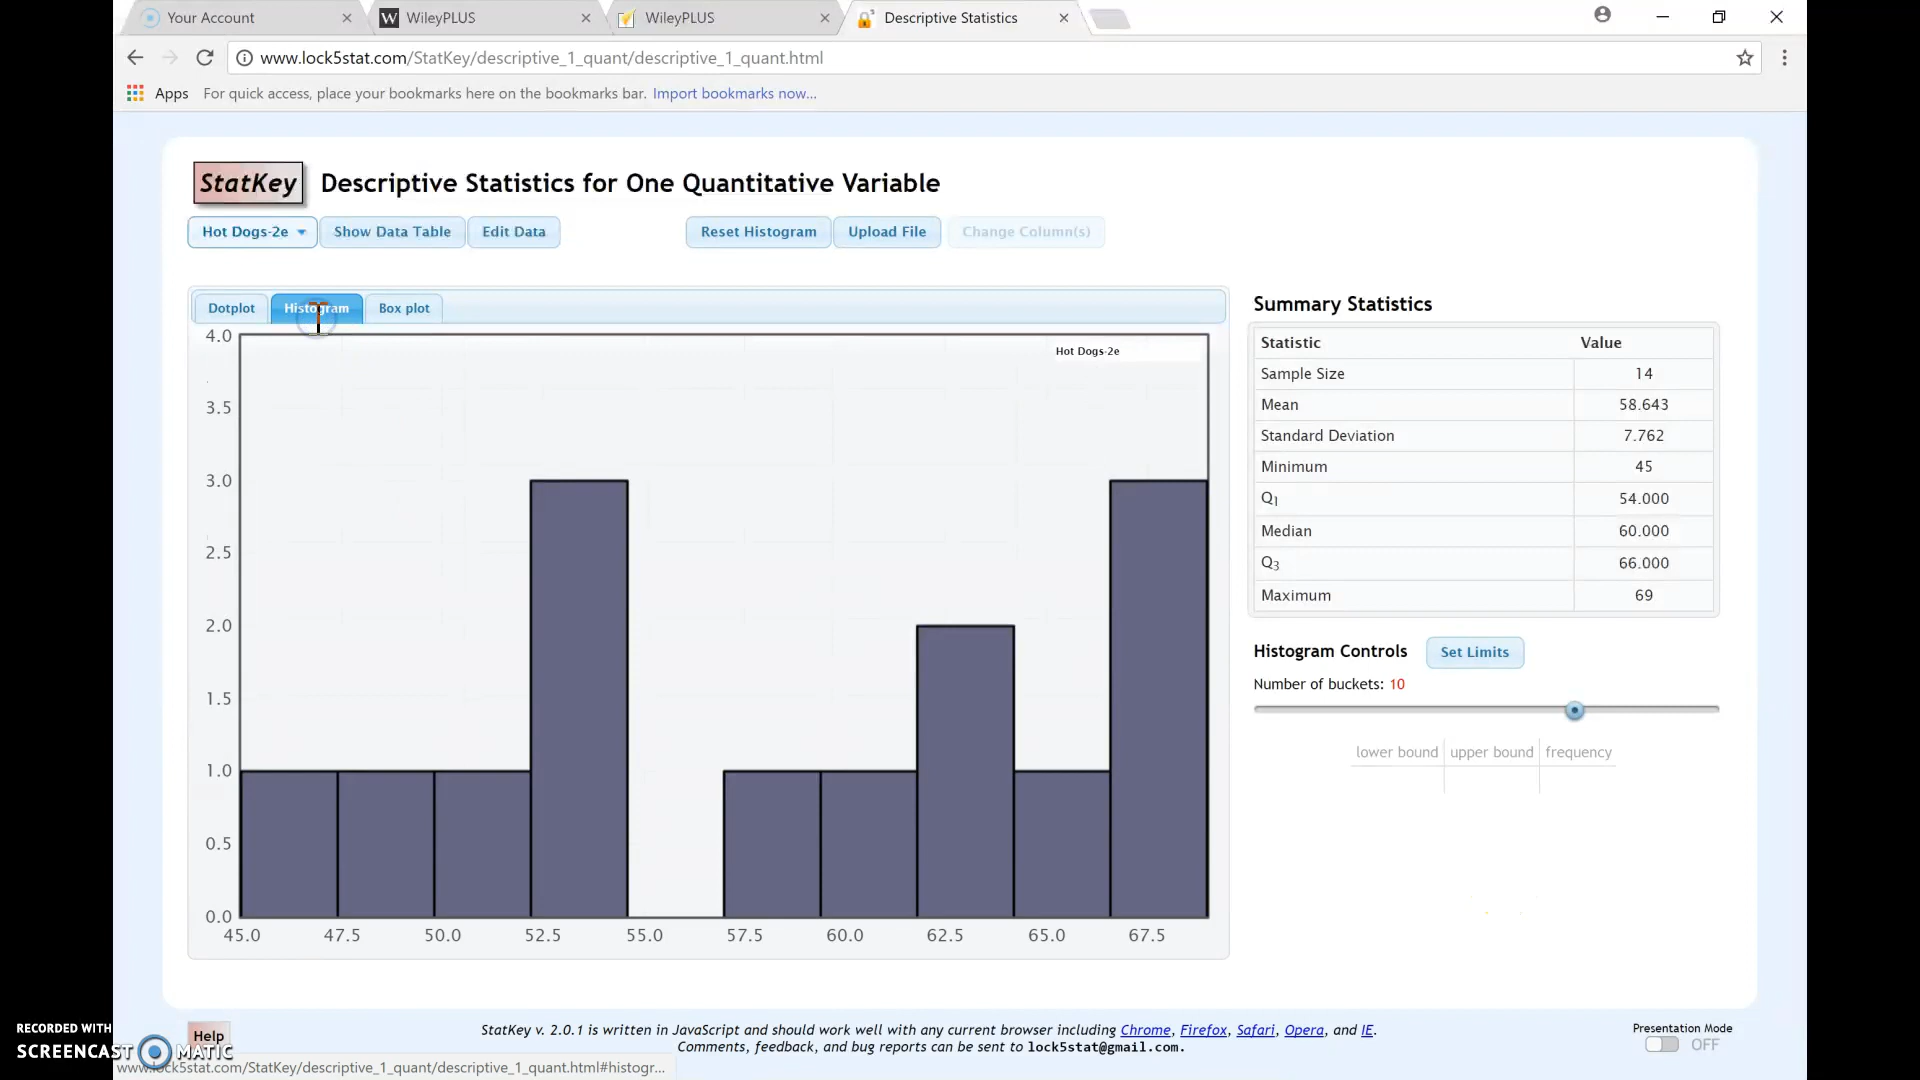 Your Account
WileyPLUS
WileyPLUS
Descriptive Statistics
www.lock5stat.com/StatKey/descriptive_1_quant/descriptive_1_quant.html
Apps For quick access, place your bookmarks here on the bookmarks bar. Import bookmarks now...
StatKey Descriptive Statistics for One Quantitative Variable
Hot Dogs-2e Show Data Table Edit Data Reset Histogram Upload File Change Column(s)
Dotplot Histogram Box plot
Hot Dogs-2e
4.0
3.5
3.0
2.5
2.0
1.5
1.0
0.5
0.0
45.0 47.5 50.0 52.5 55.0 57.5 60.0 62.5 65.0 67.5
Summary Statistics
Statistic Value
Sample Size 14
Mean 58.643
Standard Deviation 7.762
Minimum 45
Q1 54.000
Median 60.000
Q3 66.000
Maximum 69
Histogram Controls Set Limits
Number of buckets: 10
lower bound upper bound frequency
Help
StatKey v. 2.0.1 is written in JavaScript and should work well with any current browser including Chrome, Firefox, Safari, Opera, and IE.
Comments, feedback, and bug reports can be sent to lock5stat@gmail.com.
Presentation Mode
OFF
RECORDED WITH
SCREENCAST MATIC
www.lock5stat.com/StatKey/descriptive_1_quant/descriptive_1_quant.html#histogr...